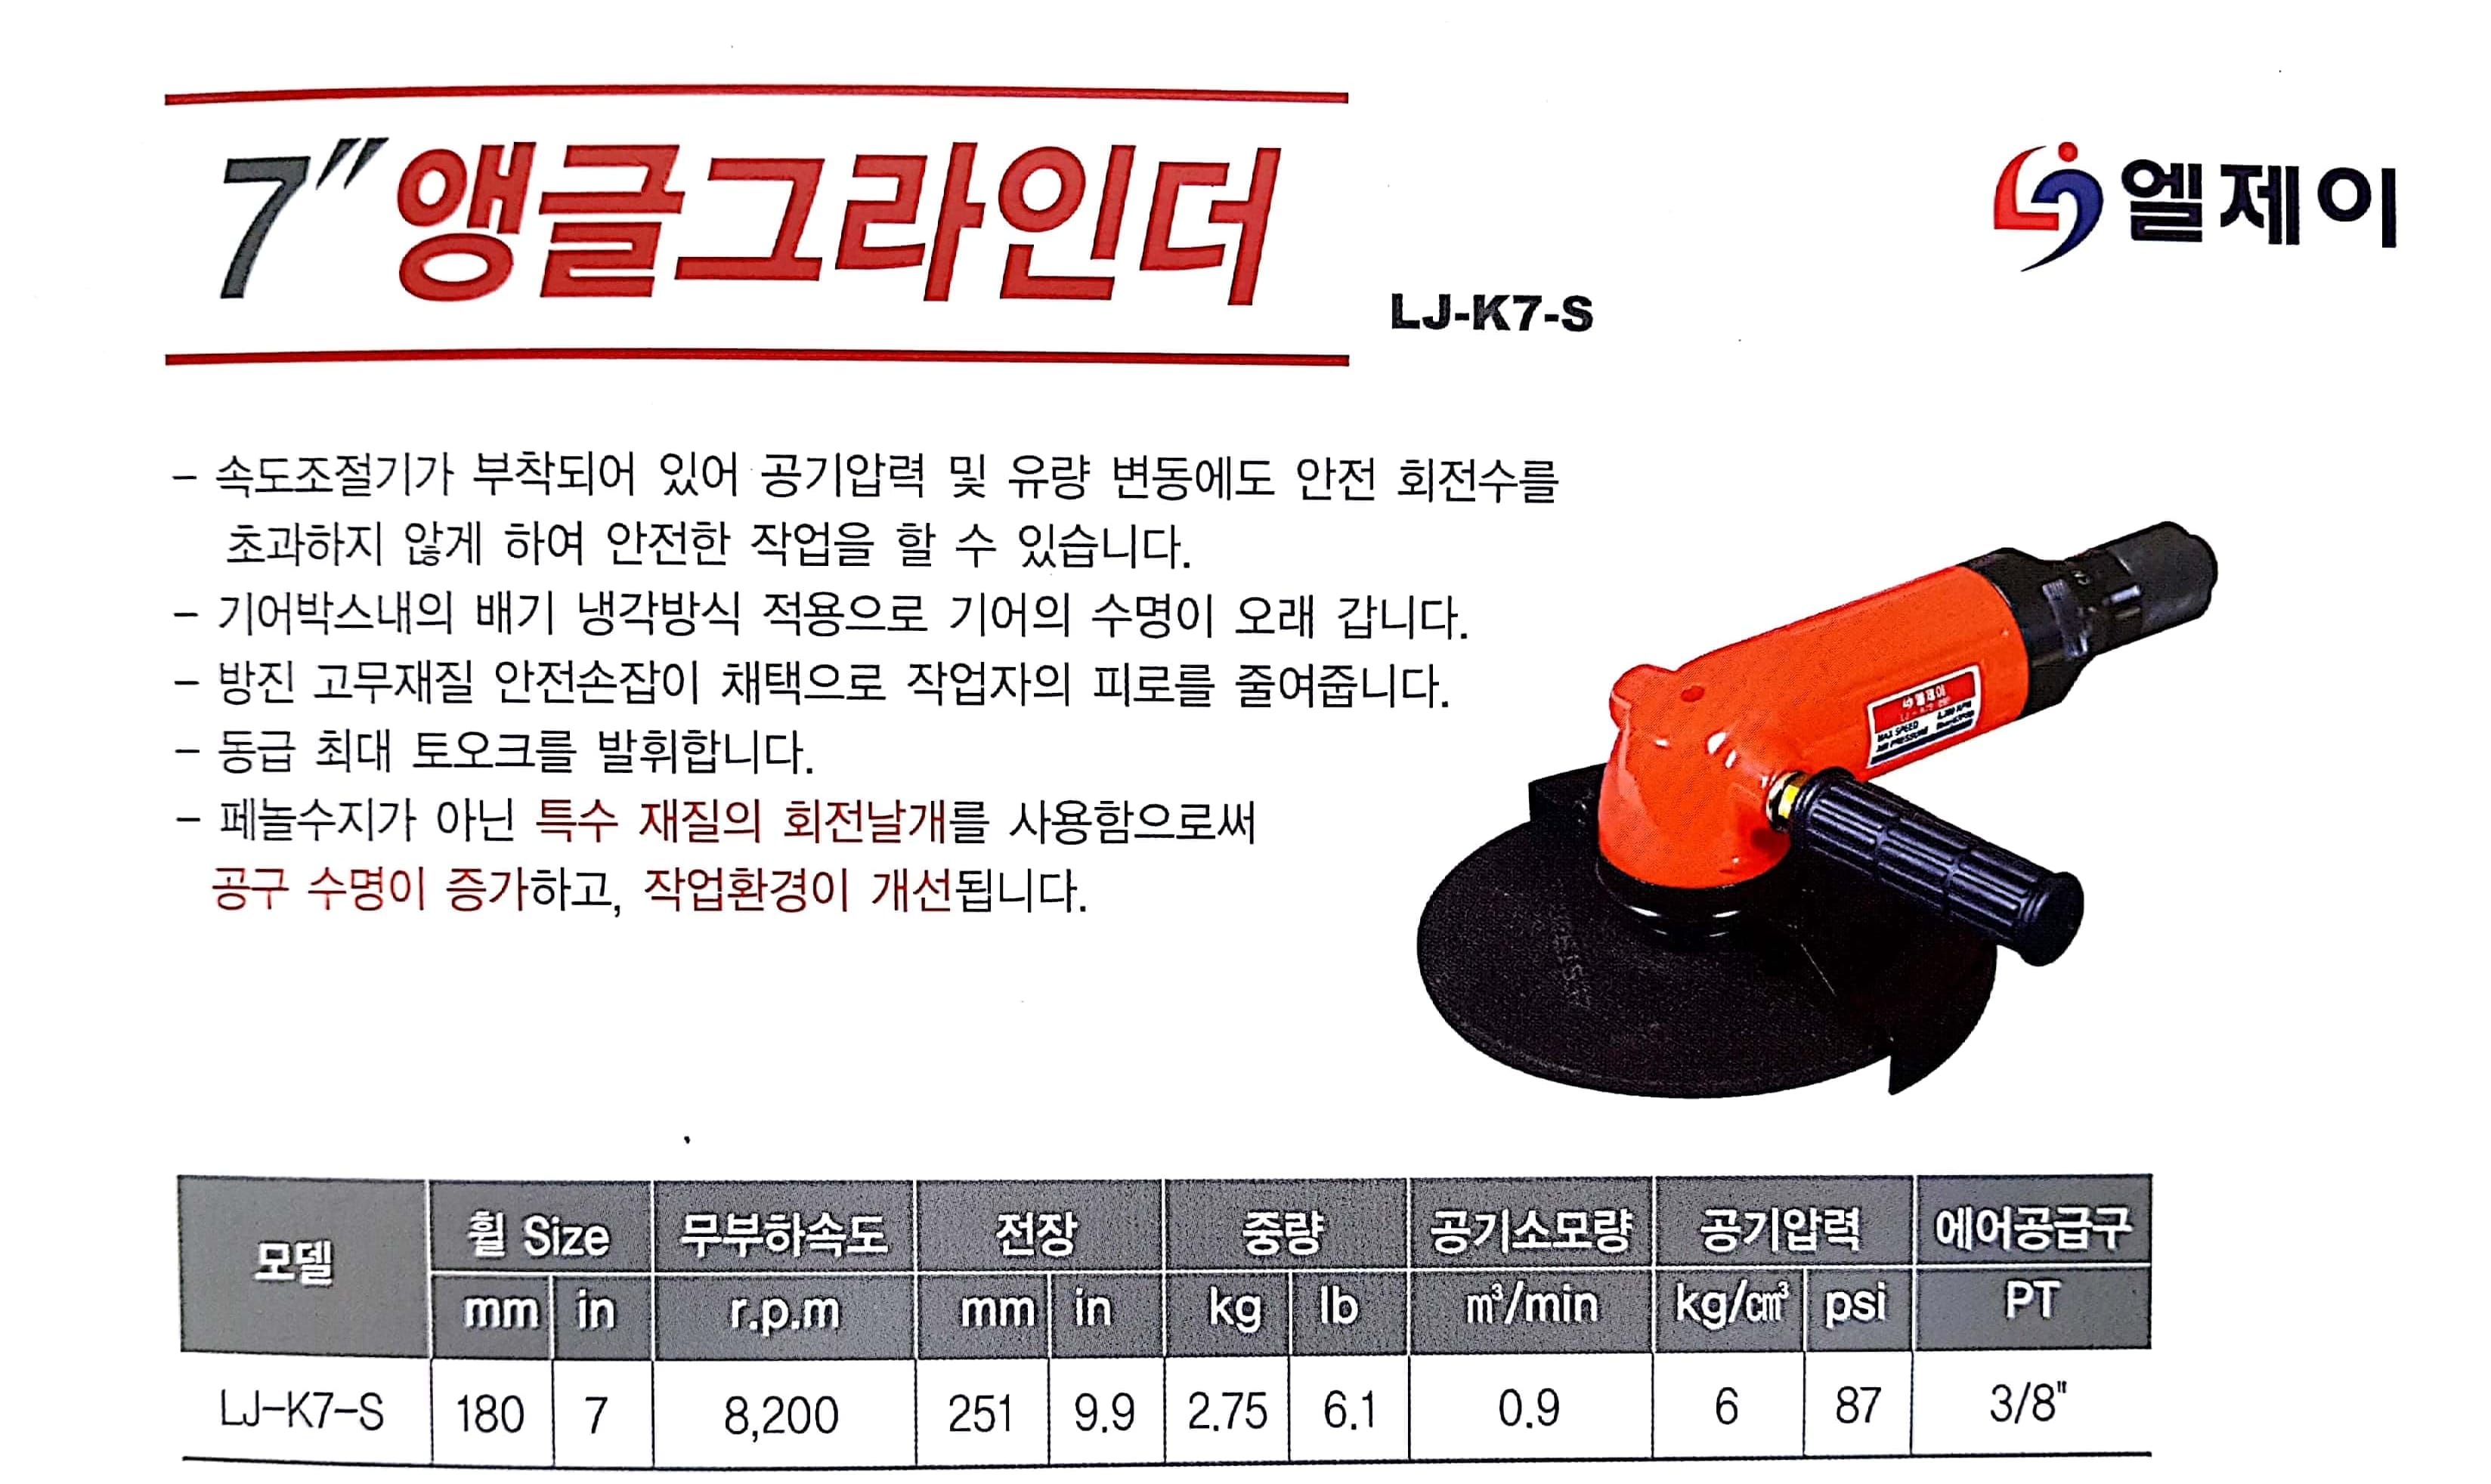 7" 앵글그라인더
LJ-K7-S
엘제이
- 속도조절기가 부착되어 있어 공기압력 및 유량 변동에도 안전 회전수를
초과하지 않게 하여 안전한 작업을 할 수 있습니다.
- 기어박스내의 배기 냉각방식 적용으로 기어의 수명이 오래 갑니다.
- 방진 고무재질 안전손잡이 채택으로 작업자의 피로를 줄여줍니다.
- 동급 최대 토오크를 발휘합니다.
- 페놀수지가 아닌 특수 재질의 회전날개를 사용함으로써
공구 수명이 증가하고, 작업환경이 개선됩니다.
엘제이
MAX SPEED
AIR PRESSURE
모델 휠 Size 무부하속도 전장 중량 공기소모량 공기압력 에어공급구
mm in r.p.m mm in kg lb m³/min kg/cm³ psi PT
LJ-K7-S 180 7 8,200 251 9.9 2.75 6.1 0.9 6 87 3/8"